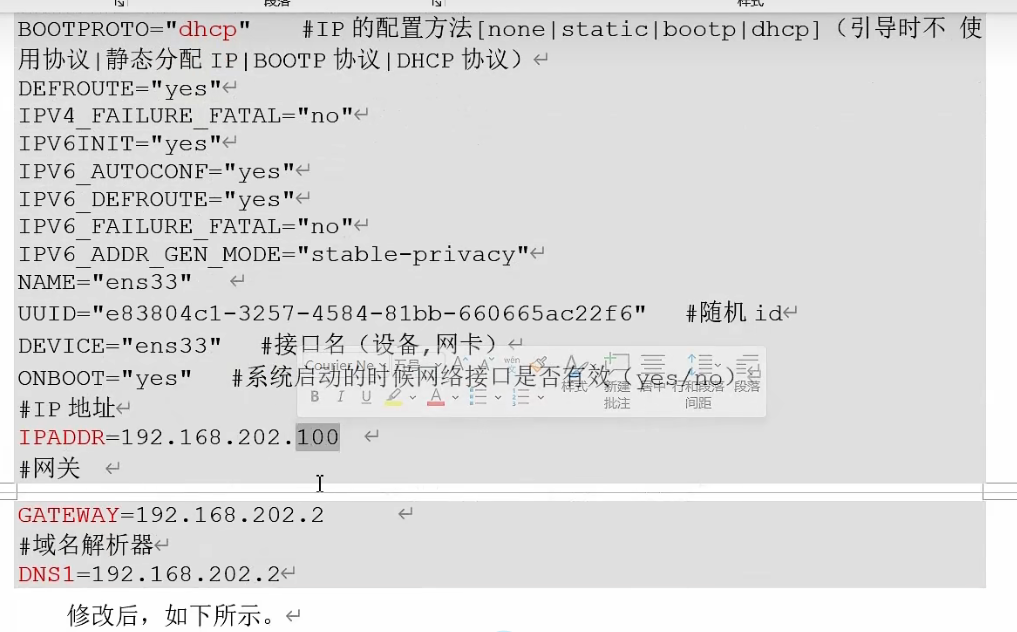 段落
样式
BOOTPROTO="dhcp" #IP 的配置方法[none|static|bootp|dhcp]（引导时不 使
用协议|静态分配 IP|BOOTP 协议|DHCP 协议）
DEFROUTE="yes"
IPV4_FAILURE_FATAL="no"
IPV6INIT="yes"
IPV6_AUTOCONF="yes"
IPV6_DEFROUTE="yes"
IPV6_FAILURE_FATAL="no"
IPV6_ADDR_GEN_MODE="stable-privacy"
NAME="ens33"
UUID="e83804c1-3257-4584-81bb-660665ac22f6" #随机 id
DEVICE="ens33" #接口名（设备,网卡）
Courier Ne 五号 A A wén A
ONBOOT="yes" #系统启动的时候网络接口是否有效（yes/no）
样式 新建 居中 行和段落 段落
B I U A 批注 间距
#IP 地址
IPADDR=192.168.202.100
#网关
GATEWAY=192.168.202.2
#域名解析器
DNS1=192.168.202.2
修改后，如下所示。